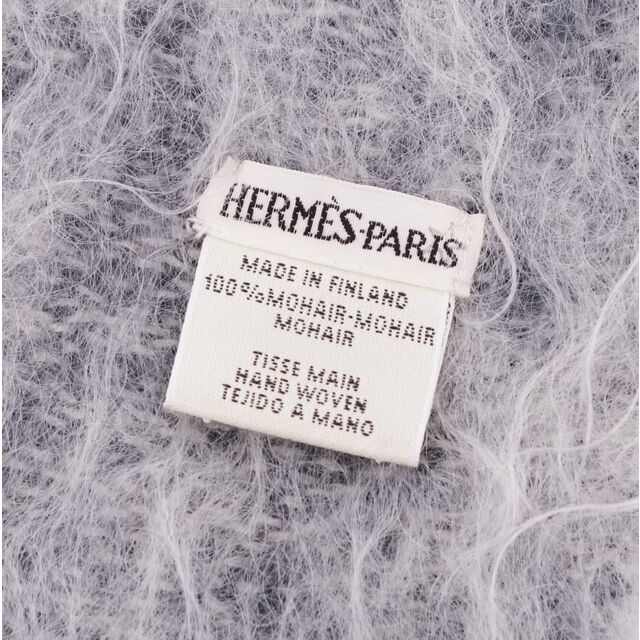 HERMÈS-PARIS
MADE IN FINLAND
100%MOHAIR-MOHAIR
MOHAIR
TISSE MAIN
HAND WOVEN
TEJIDO A MANO